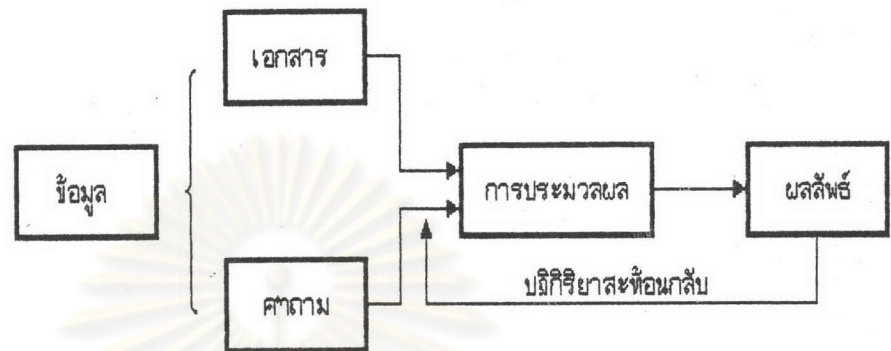 เอกสาร
ข้อมูล
การประมวลผล
ผลลัพธ์
ปฏิกิริยาสะท้อนกลับ
คำถาม